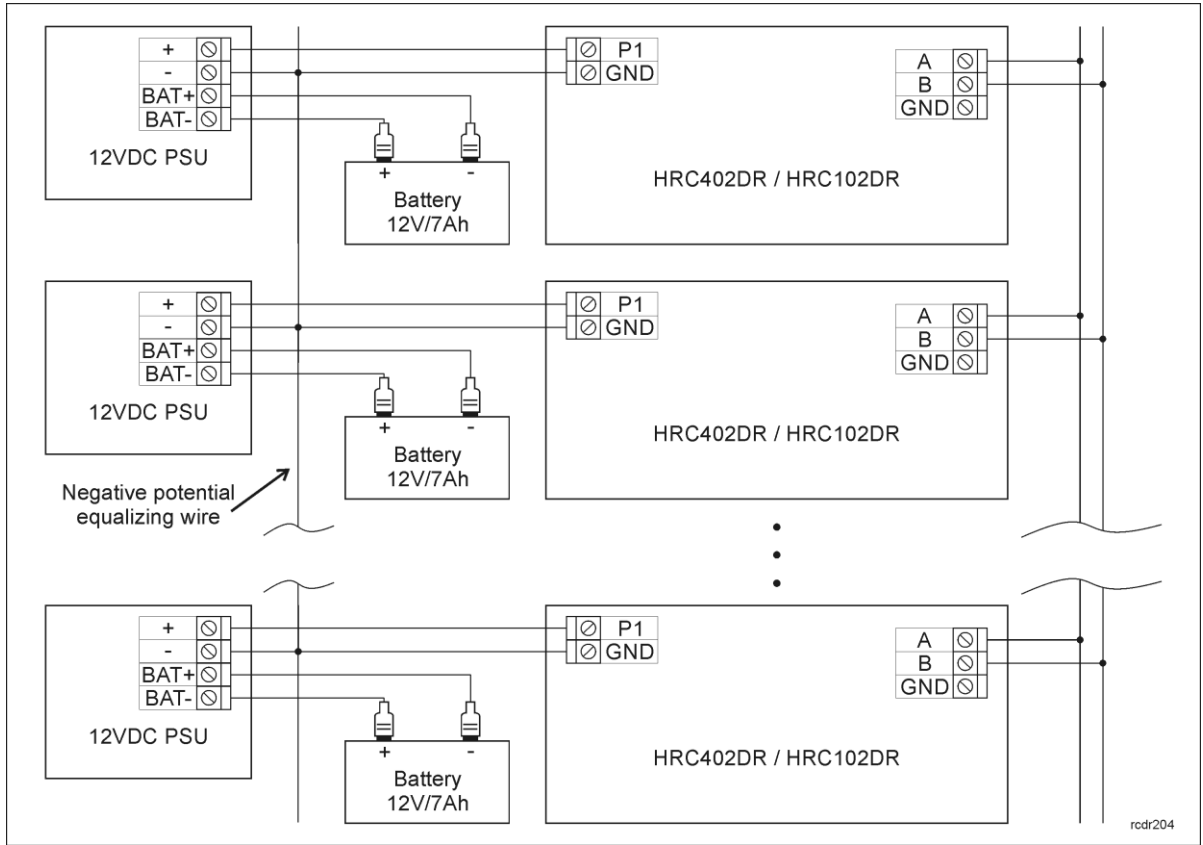 +
-
BAT+
BAT-
12VDC PSU
+ -
Battery
12V/7Ah
P1
GND
HRC402DR / HRC102DR
A
B
GND
+
-
BAT+
BAT-
12VDC PSU
+ -
Battery
12V/7Ah
P1
GND
HRC402DR / HRC102DR
A
B
GND
Negative potential
equalizing wire
+
-
BAT+
BAT-
12VDC PSU
+ -
Battery
12V/7Ah
P1
GND
HRC402DR / HRC102DR
A
B
GND
rcdr204